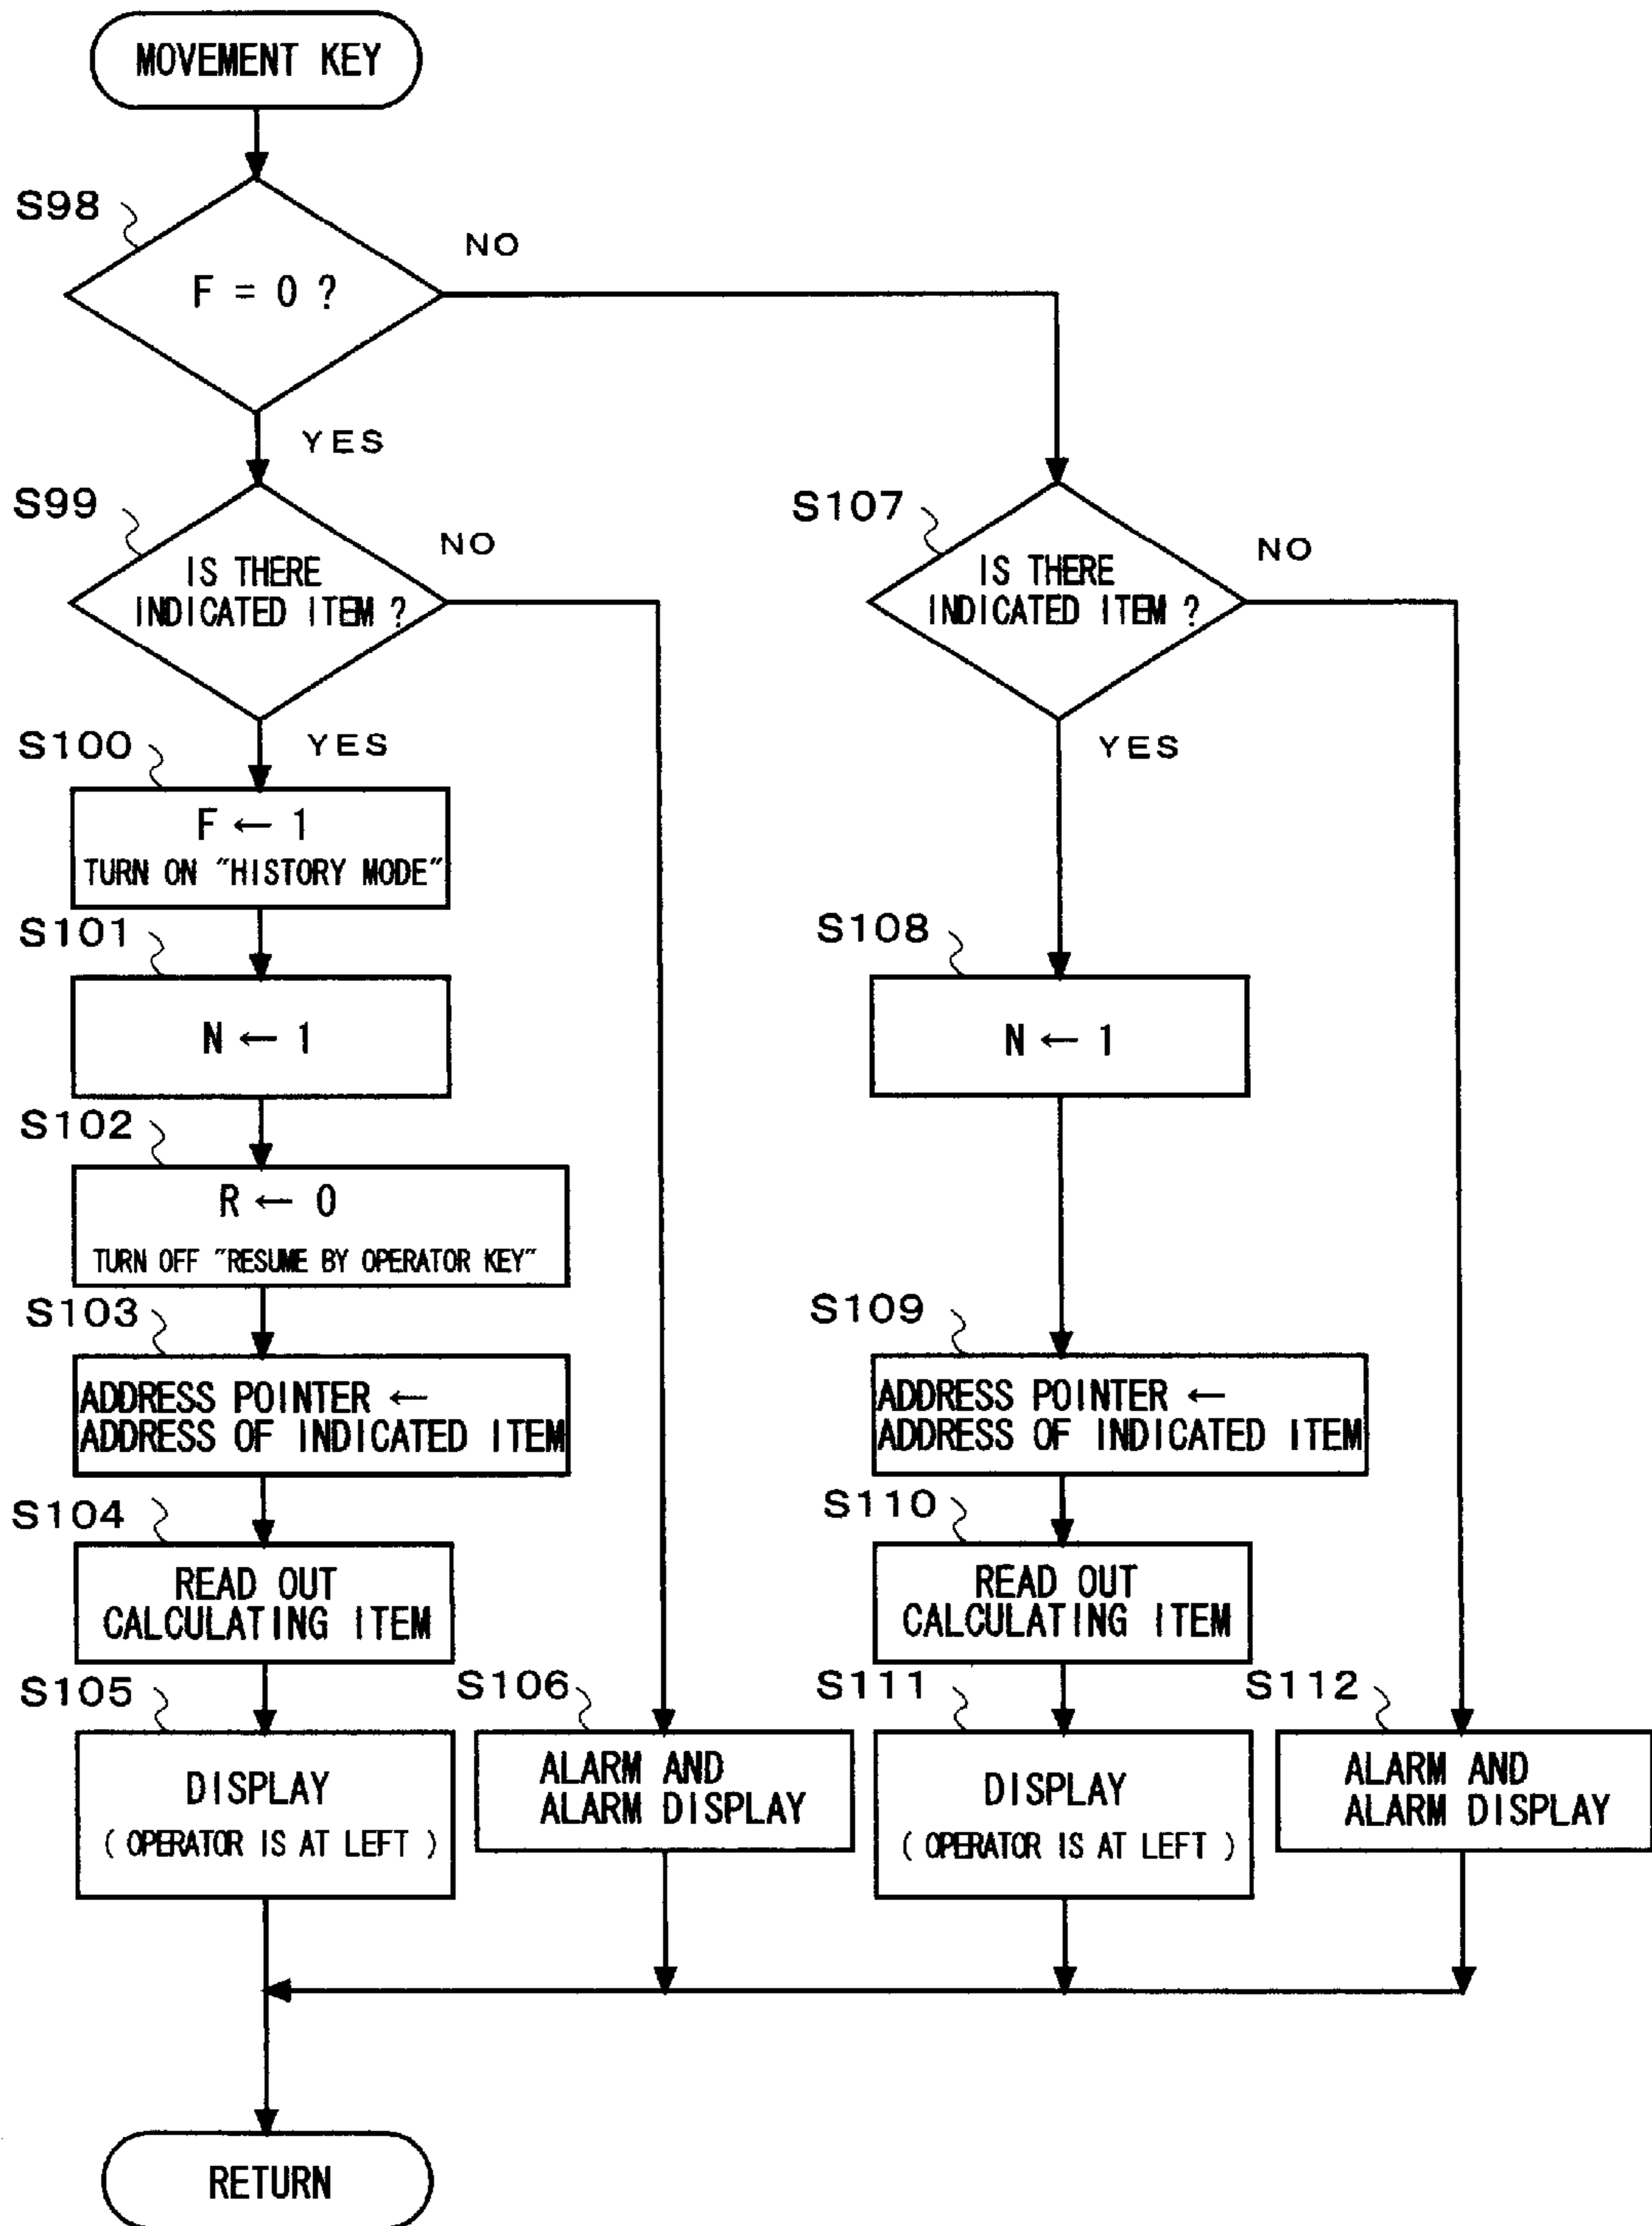 MOVEMENT KEY
S98
F = 0 ?
NO
YES
S99
IS THERE
INDICATED ITEM ?
NO
YES
S100
F ← 1
TURN ON "HISTORY MODE"
S101
N ← 1
S102
R ← 0
TURN OFF "RESUME BY OPERATOR KEY"
S103
ADDRESS POINTER ←
ADDRESS OF INDICATED ITEM
S104
READ OUT
CALCULATING ITEM
S105
DISPLAY
( OPERATOR IS AT LEFT )
S106
ALARM AND
ALARM DISPLAY
S107
IS THERE
INDICATED ITEM ?
NO
YES
S108
N ← 1
S109
ADDRESS POINTER ←
ADDRESS OF INDICATED ITEM
S110
READ OUT
CALCULATING ITEM
S111
DISPLAY
( OPERATOR IS AT LEFT )
S112
ALARM AND
ALARM DISPLAY
RETURN